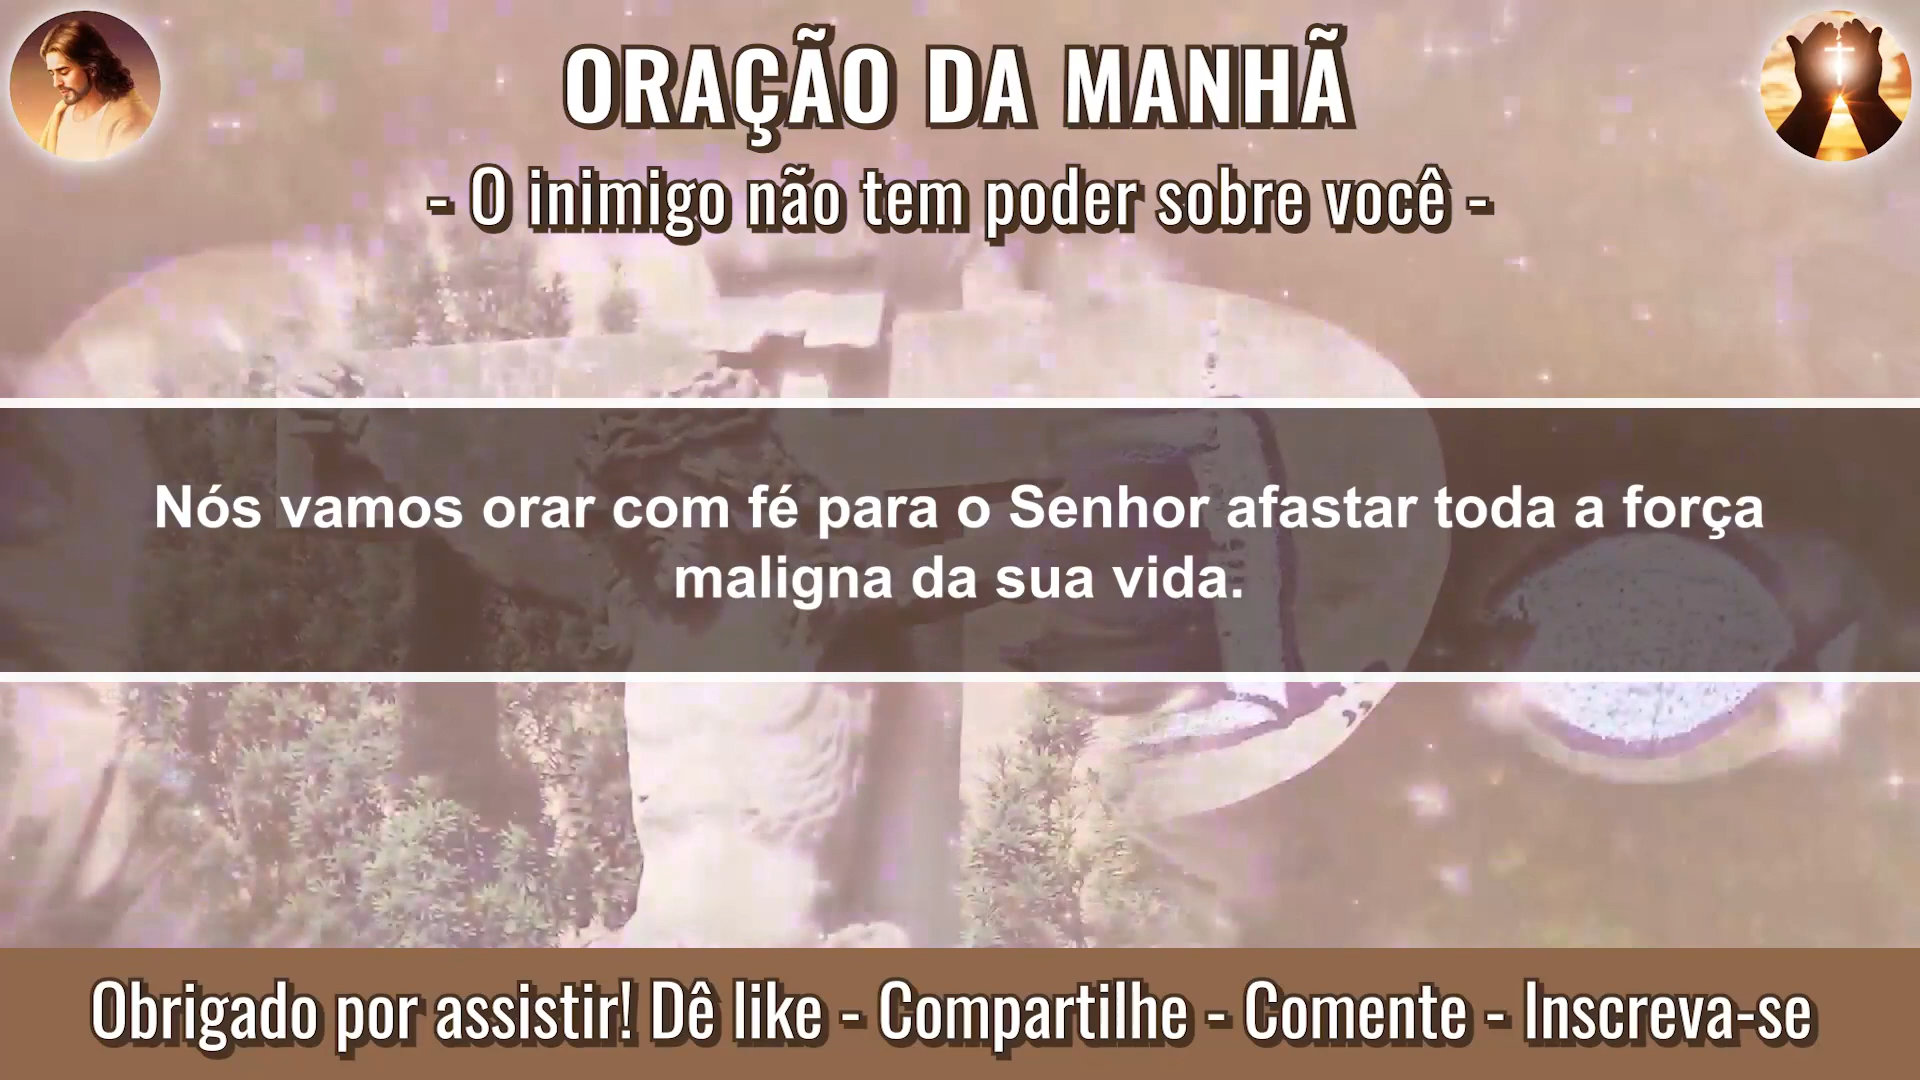 ORAÇÃO DA MANHÃ
- O inimigo não tem poder sobre você -
Nós vamos orar com fé para o Senhor afastar toda a força
maligna da sua vida.
Obrigado por assistir! Dê like - Compartilhe - Comente - Inscreva-se